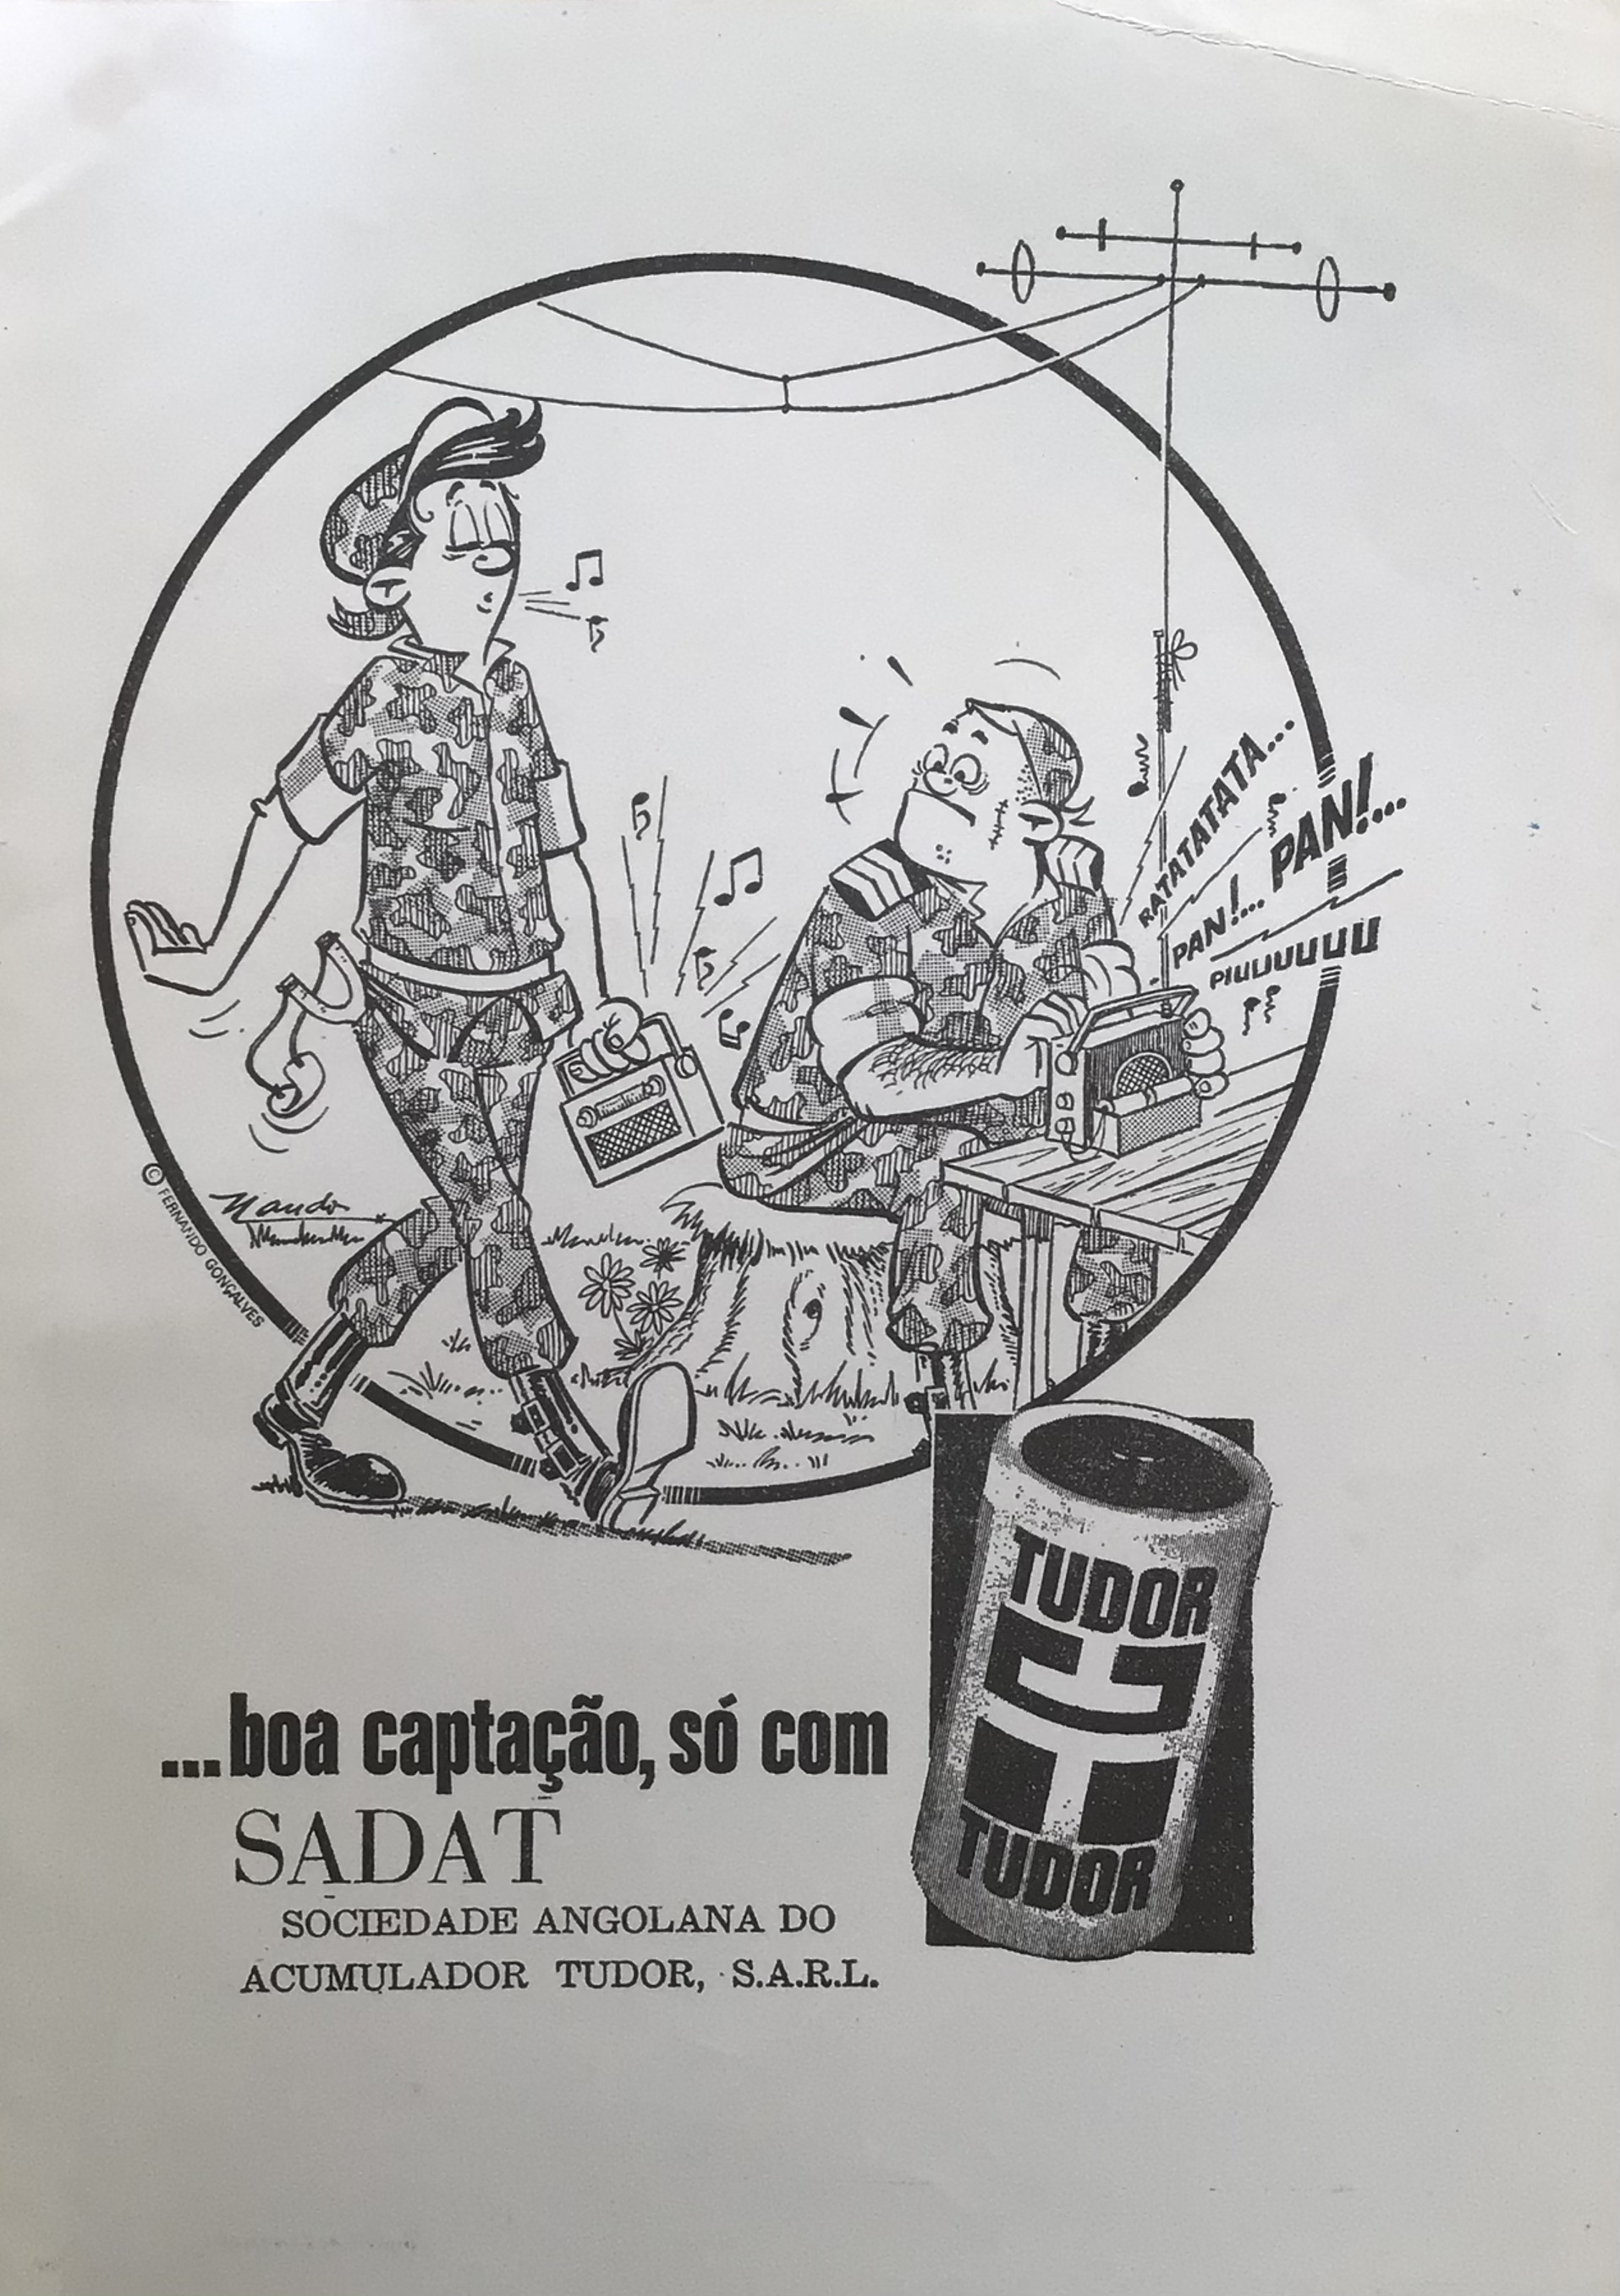 RATATATATA...
PAN!... PAN!...
PIUUUUUU
Nando
© FERNANDO GONÇALVES
TUDOR
TUDOR
...boa captação, só com
SADAT
SOCIEDADE ANGOLANA DO
ACUMULADOR TUDOR, S.A.R.L.